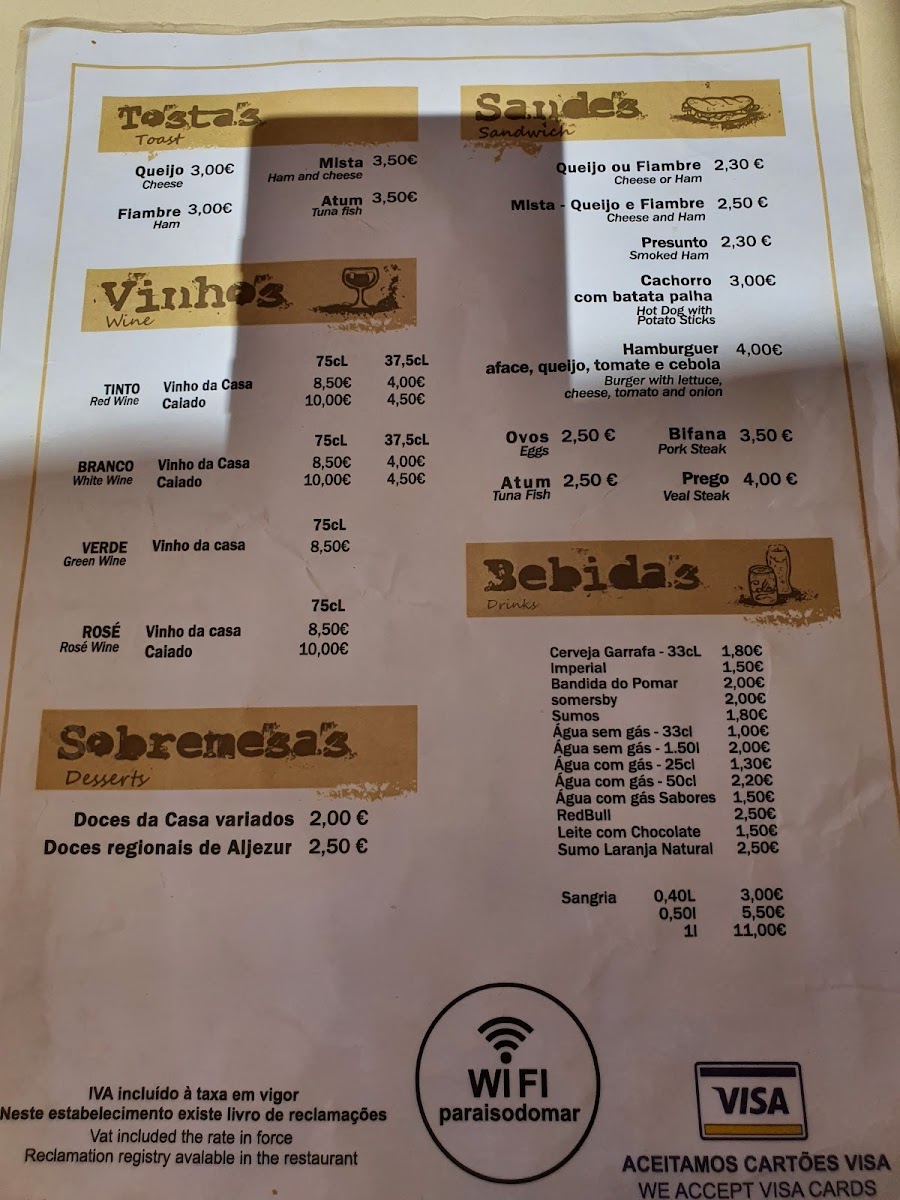 Tostas
Toast
Queijo 3,00€
Cheese
Mista 3,50€
Ham and cheese
Fiambre 3,00€
Ham
Atum 3,50€
Tuna fish
Vinhos
Wine
75cL 37,5cL
TINTO Vinho da Casa 8,50€ 4,00€
Red Wine Caiado 10,00€ 4,50€
75cL 37,5cL
BRANCO Vinho da Casa 8,50€ 4,00€
White Wine Caiado 10,00€ 4,50€
75cL
VERDE Vinho da casa 8,50€
Green Wine
75cL
ROSÉ Vinho da casa 8,50€
Rosé Wine Caiado 10,00€
Sobremesas
Desserts
Doces da Casa variados 2,00 €
Doces regionais de Aljezur 2,50 €
Sandes
Sandwich
Queijo ou Fiambre 2,30 €
Cheese or Ham
Mista - Queijo e Fiambre 2,50 €
Cheese and Ham
Presunto 2,30 €
Smoked Ham
Cachorro 3,00€
com batata palha
Hot Dog with
Potato Sticks
Hamburguer 4,00€
aface, queijo, tomate e cebola
Burger with lettuce,
cheese, tomato and onion
Ovos 2,50 €
Eggs
Bifana 3,50 €
Pork Steak
Atum 2,50 €
Tuna Fish
Prego 4,00 €
Veal Steak
Bebidas
Drinks
Cerveja Garrafa - 33cL 1,80€
Imperial 1,50€
Bandida do Pomar 2,00€
somersby 2,00€
Sumos 1,80€
Água sem gás - 33cl 1,00€
Água sem gás - 1.50l 2,00€
Água com gás - 25cl 1,30€
Água com gás - 50cl 2,20€
Água com gás Sabores 1,50€
RedBull 2,50€
Leite com Chocolate 1,50€
Sumo Laranja Natural 2,50€
Sangria 0,40L 3,00€
0,50l 5,50€
1l 11,00€
IVA incluído à taxa em vigor
Neste estabelecimento existe livro de reclamações
Vat included the rate in force
Reclamation registry avalable in the restaurant
WIFI
paraisodomar
VISA
ACEITAMOS CARTÕES VISA
WE ACCEPT VISA CARDS